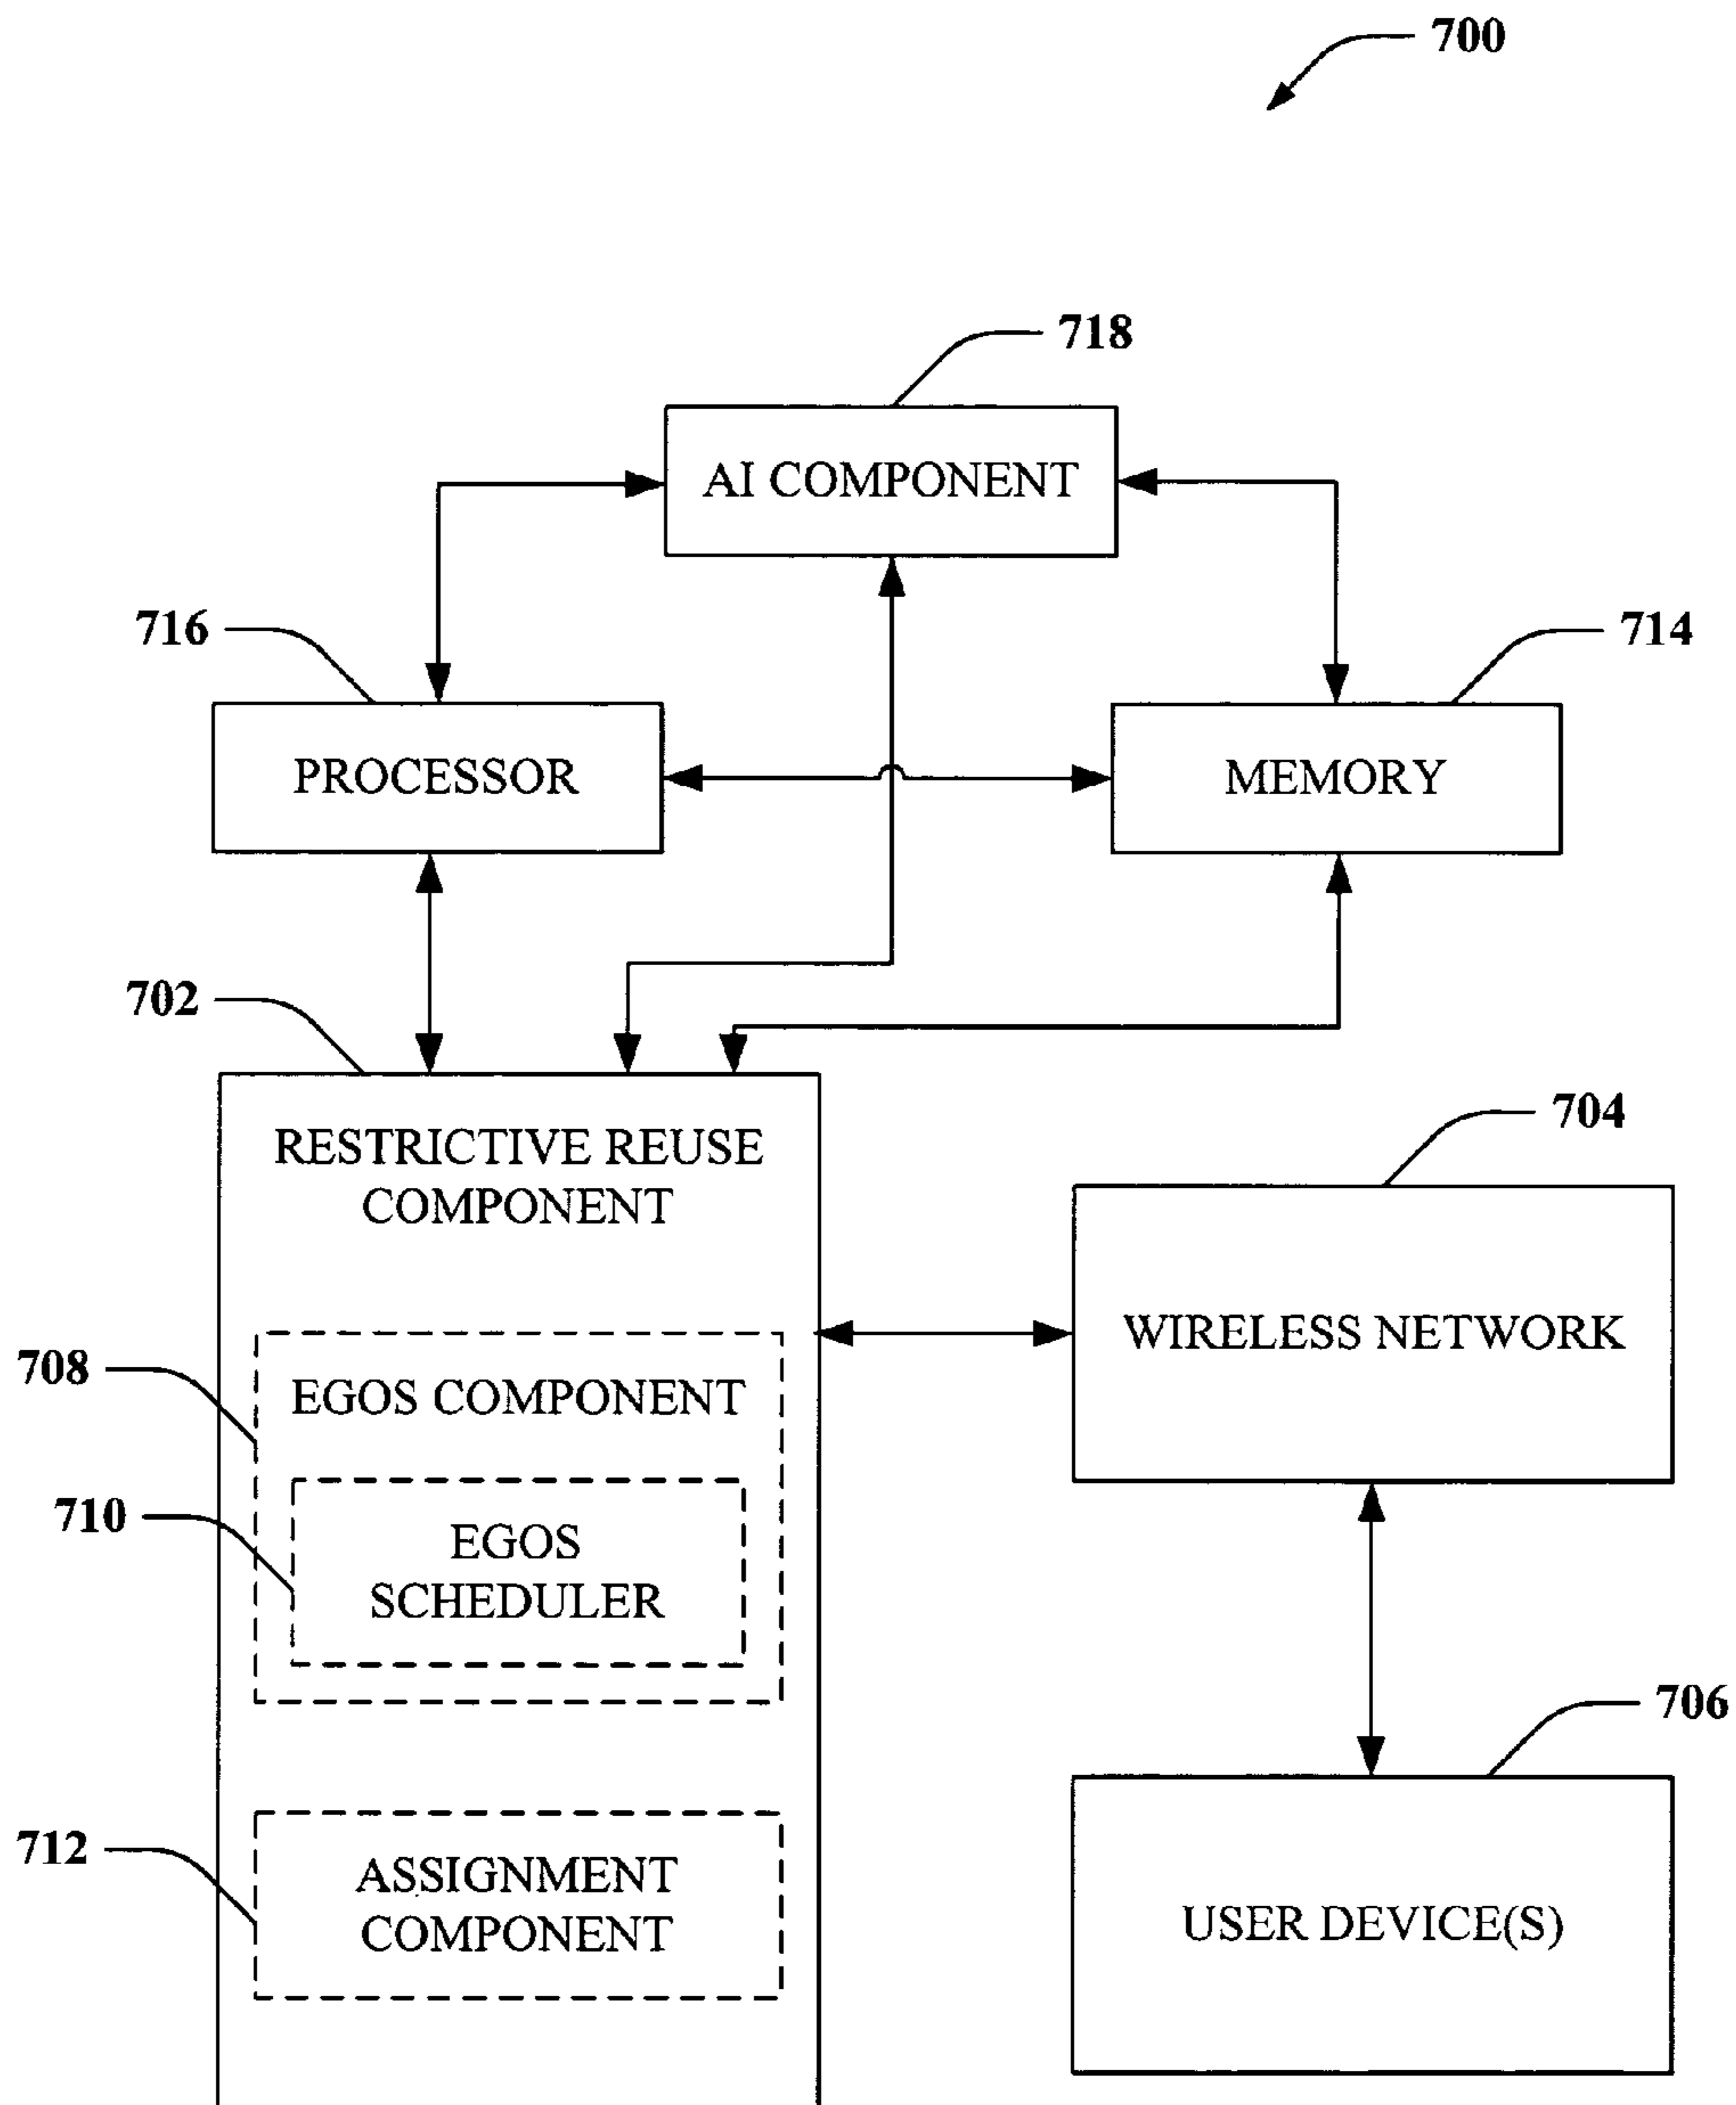 700
718
AI COMPONENT
716
714
PROCESSOR
MEMORY
702
704
RESTRICTIVE REUSE
COMPONENT
WIRELESS NETWORK
708
EGOS COMPONENT
710
EGOS
SCHEDULER
706
712
ASSIGNMENT
COMPONENT
USER DEVICE(S)